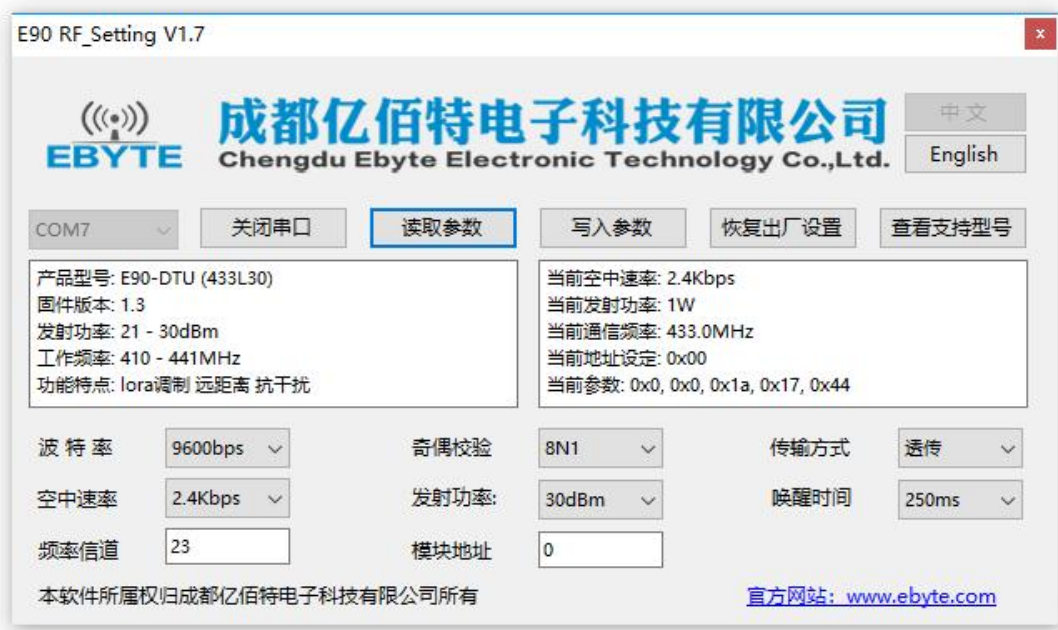 E90 RF_Setting V1.7
x
EBYTE
成都亿佰特电子科技有限公司
Chengdu Ebyte Electronic Technology Co.,Ltd.
中文
English
COM7 关闭串口 读取参数 写入参数 恢复出厂设置 查看支持型号
产品型号: E90-DTU (433L30)
固件版本: 1.3
发射功率: 21 - 30dBm
工作频率: 410 - 441MHz
功能特点: lora调制 远距离 抗干扰
当前空中速率: 2.4Kbps
当前发射功率: 1W
当前通信频率: 433.0MHz
当前地址设定: 0x00
当前参数: 0x0, 0x0, 0x1a, 0x17, 0x44
波特率 9600bps 奇偶校验 8N1 传输方式 透传
空中速率 2.4Kbps 发射功率: 30dBm 唤醒时间 250ms
频率信道 23 模块地址 0
本软件所属权归成都亿佰特电子科技有限公司所有 官方网站: www.ebyte.com